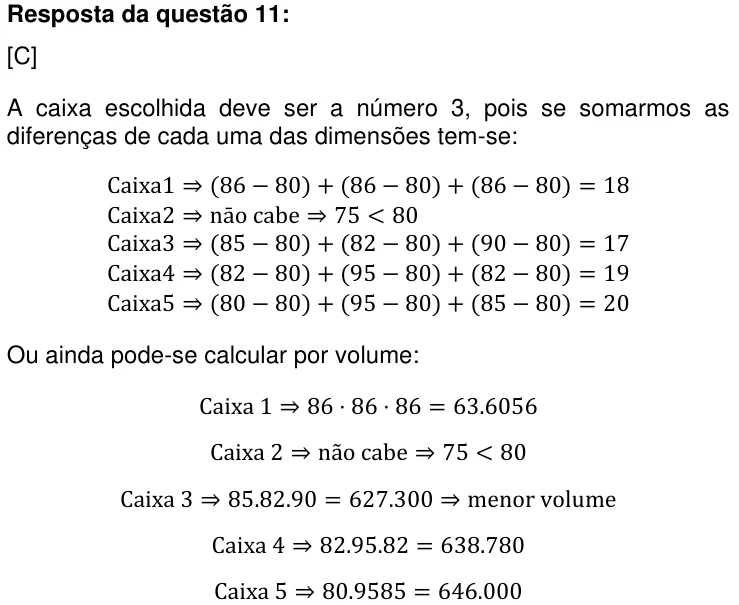 Resposta da questão 11:
[C]
A caixa escolhida deve ser a número 3, pois se somarmos as
diferenças de cada uma das dimensões tem-se:
Caixa1 ⇒ (86 − 80) + (86 − 80) + (86 − 80) = 18
Caixa2 ⇒ não cabe ⇒ 75 < 80
Caixa3 ⇒ (85 − 80) + (82 − 80) + (90 − 80) = 17
Caixa4 ⇒ (82 − 80) + (95 − 80) + (82 − 80) = 19
Caixa5 ⇒ (80 − 80) + (95 − 80) + (85 − 80) = 20
Ou ainda pode-se calcular por volume:
Caixa 1 ⇒ 86 · 86 · 86 = 63.6056
Caixa 2 ⇒ não cabe ⇒ 75 < 80
Caixa 3 ⇒ 85.82.90 = 627.300 ⇒ menor volume
Caixa 4 ⇒ 82.95.82 = 638.780
Caixa 5 ⇒ 80.9585 = 646.000